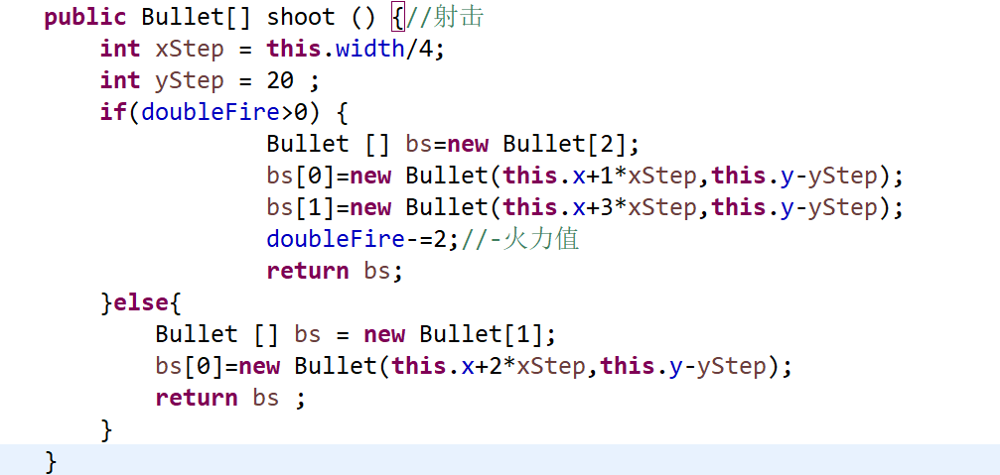 public Bullet[] shoot () {//射击
int xStep = this.width/4;
int yStep = 20 ;
if(doubleFire>0) {
Bullet [] bs=new Bullet[2];
bs[0]=new Bullet(this.x+1*xStep,this.y-yStep);
bs[1]=new Bullet(this.x+3*xStep,this.y-yStep);
doubleFire-=2;//-火力值
return bs;
}else{
Bullet [] bs = new Bullet[1];
bs[0]=new Bullet(this.x+2*xStep,this.y-yStep);
return bs ;
}
}